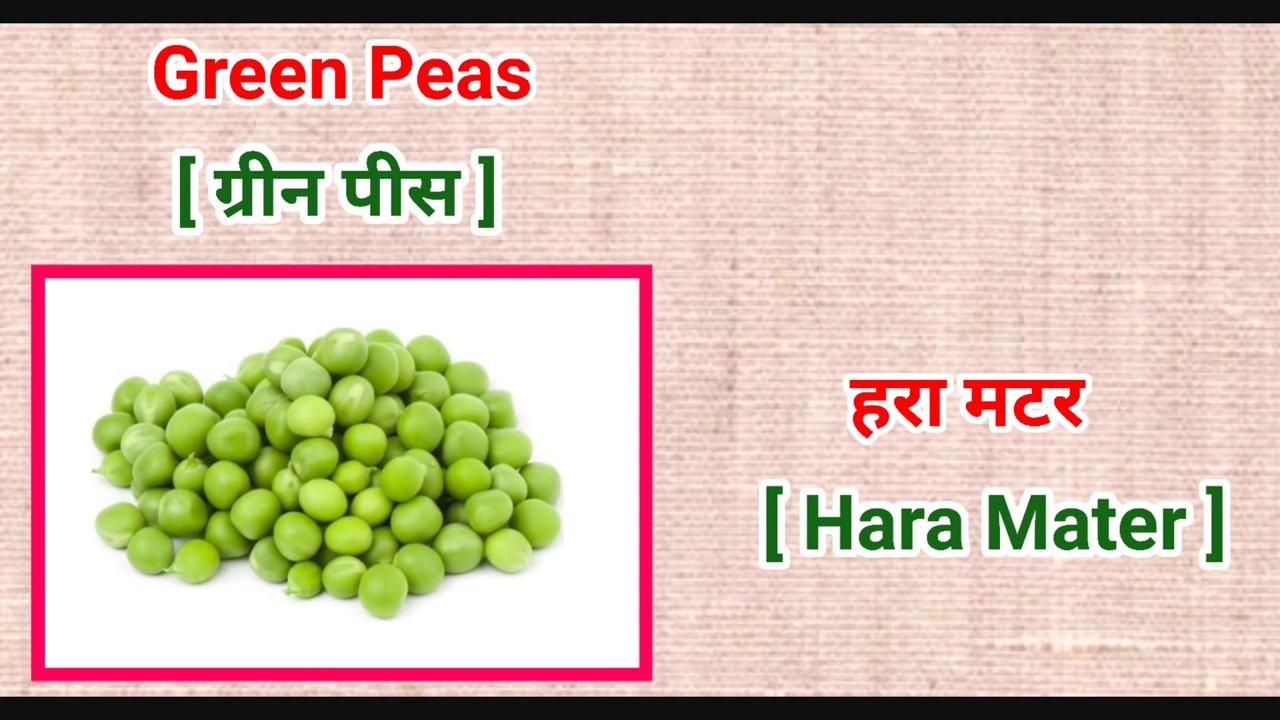 Green Peas
[ ग्रीन पीस ]
हरा मटर
[ Hara Mater ]